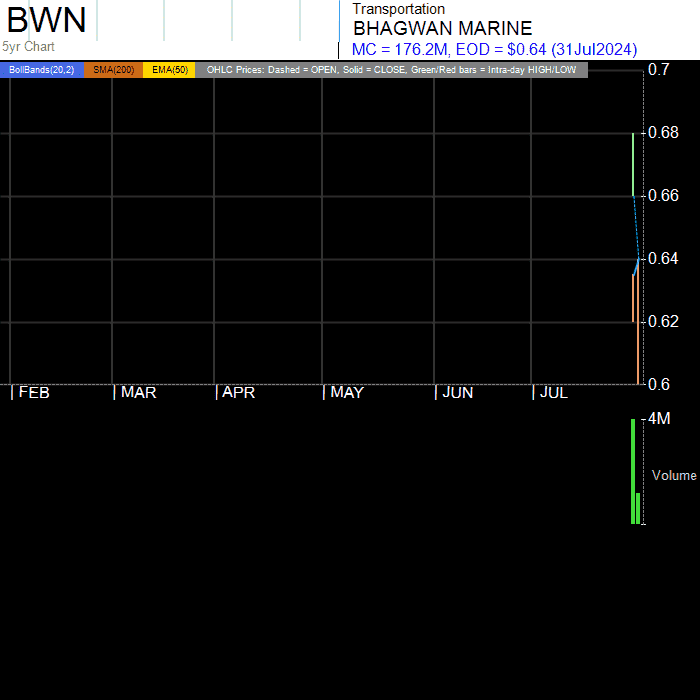 BWN
5yr Chart
Transportation
BHAGWAN MARINE
MC = 176.2M, EOD = $0.64 (31Jul2024)
BollBands(20,2) SMA(200) EMA(50) OHLC Prices: Dashed = OPEN, Solid = CLOSE, Green/Red bars = Intra-day HIGH/LOW
0.7
0.68
0.66
0.64
0.62
0.6
| FEB | MAR | APR | MAY | JUN | JUL
4M
Volume